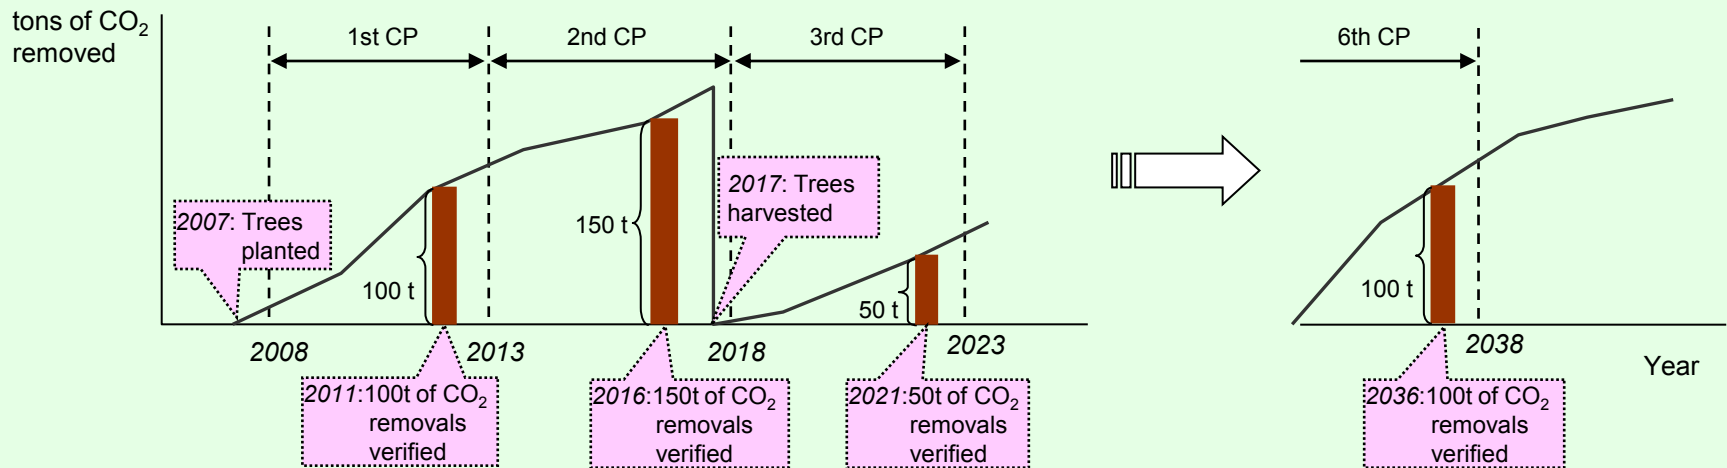 tons of CO₂
removed
1st CP
2nd CP
3rd CP
6th CP
2007: Trees
planted
100 t
150 t
2017: Trees
harvested
50 t
100 t
2008
2013
2018
2023
2038
Year
2011:100t of CO₂
removals
verified
2016:150t of CO₂
removals
verified
2021:50t of CO₂
removals
verified
2036:100t of CO₂
removals
verified